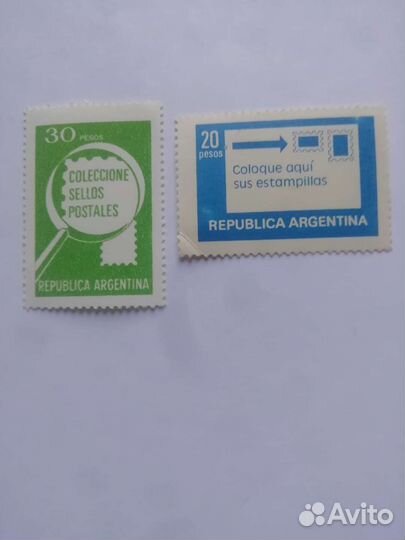 30 PESOS
COLECCIONE
SELLOS
POSTALES
REPUBLICA ARGENTINA
20
pesos
Coloque aquí
sus estampillas
REPUBLICA ARGENTINA
Avito